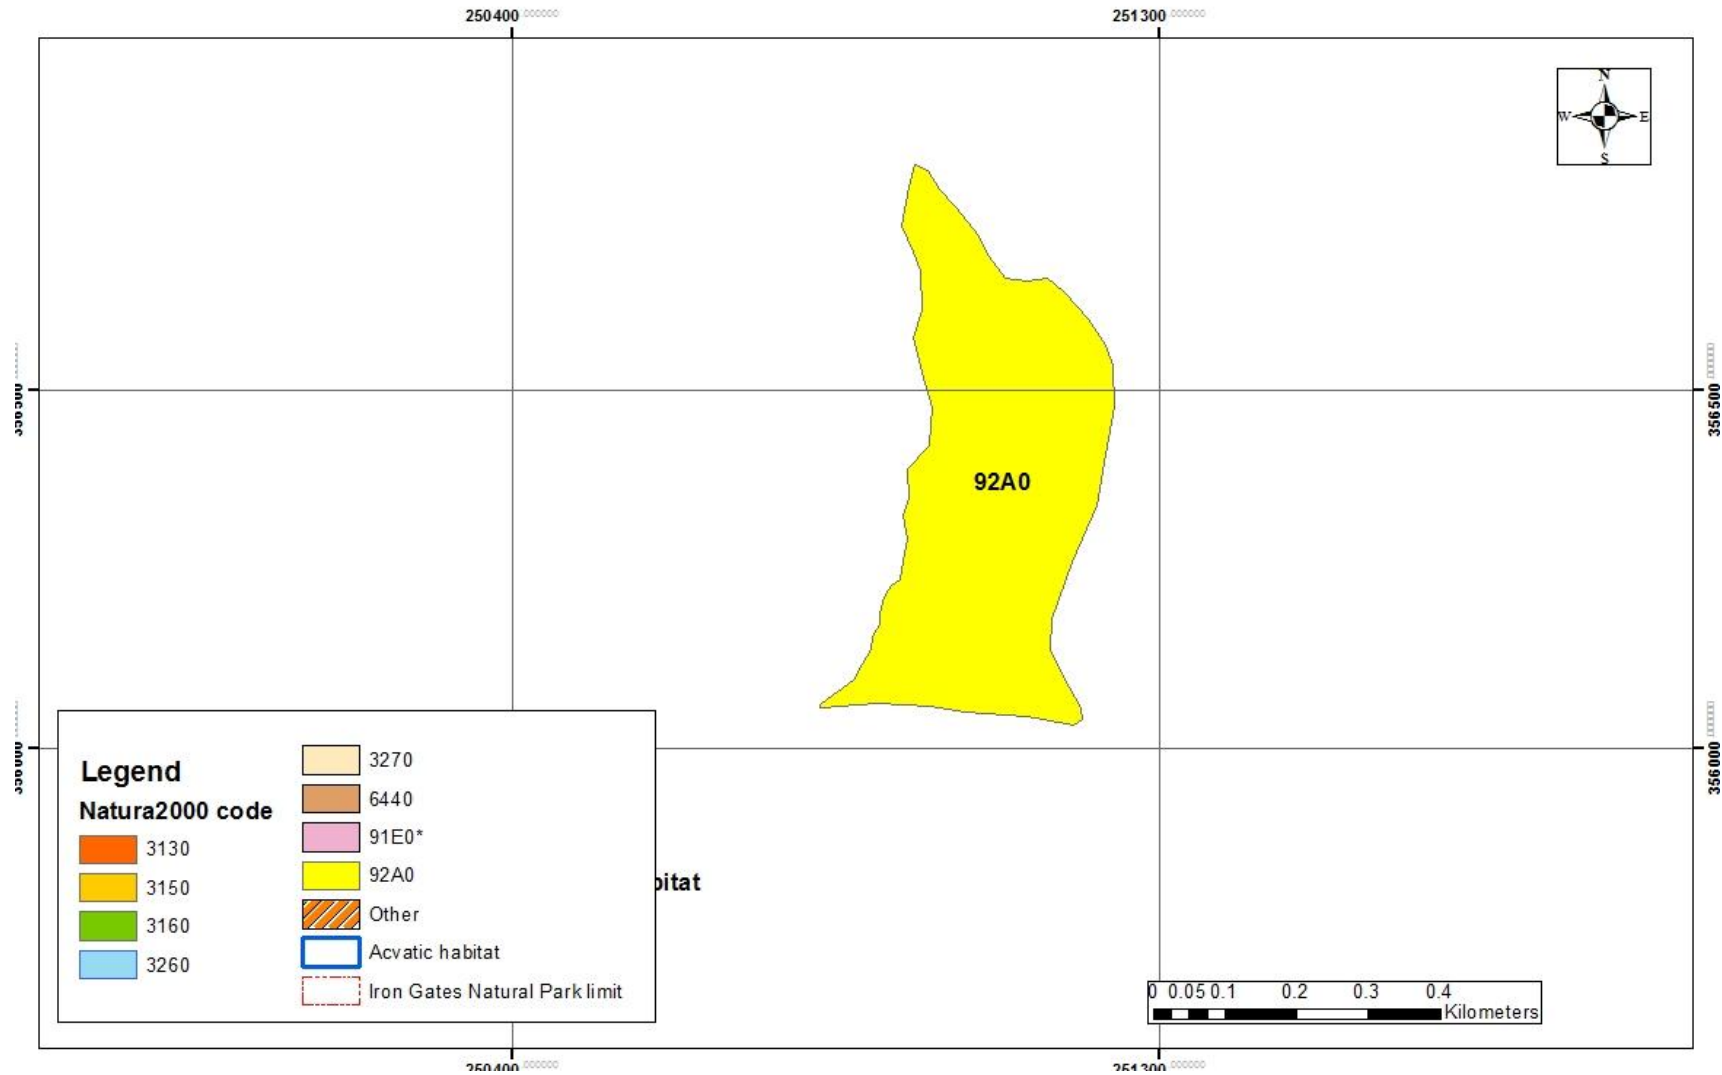 250400 251300
N
W E
S
356500
92A0
356000
Legend
Natura2000 code
3130
3150
3160
3260
3270
6440
91E0*
92A0
Other
Acvatic habitat
Iron Gates Natural Park limit
bitat
0 0.05 0.1 0.2 0.3 0.4
Kilometers
250400 251300